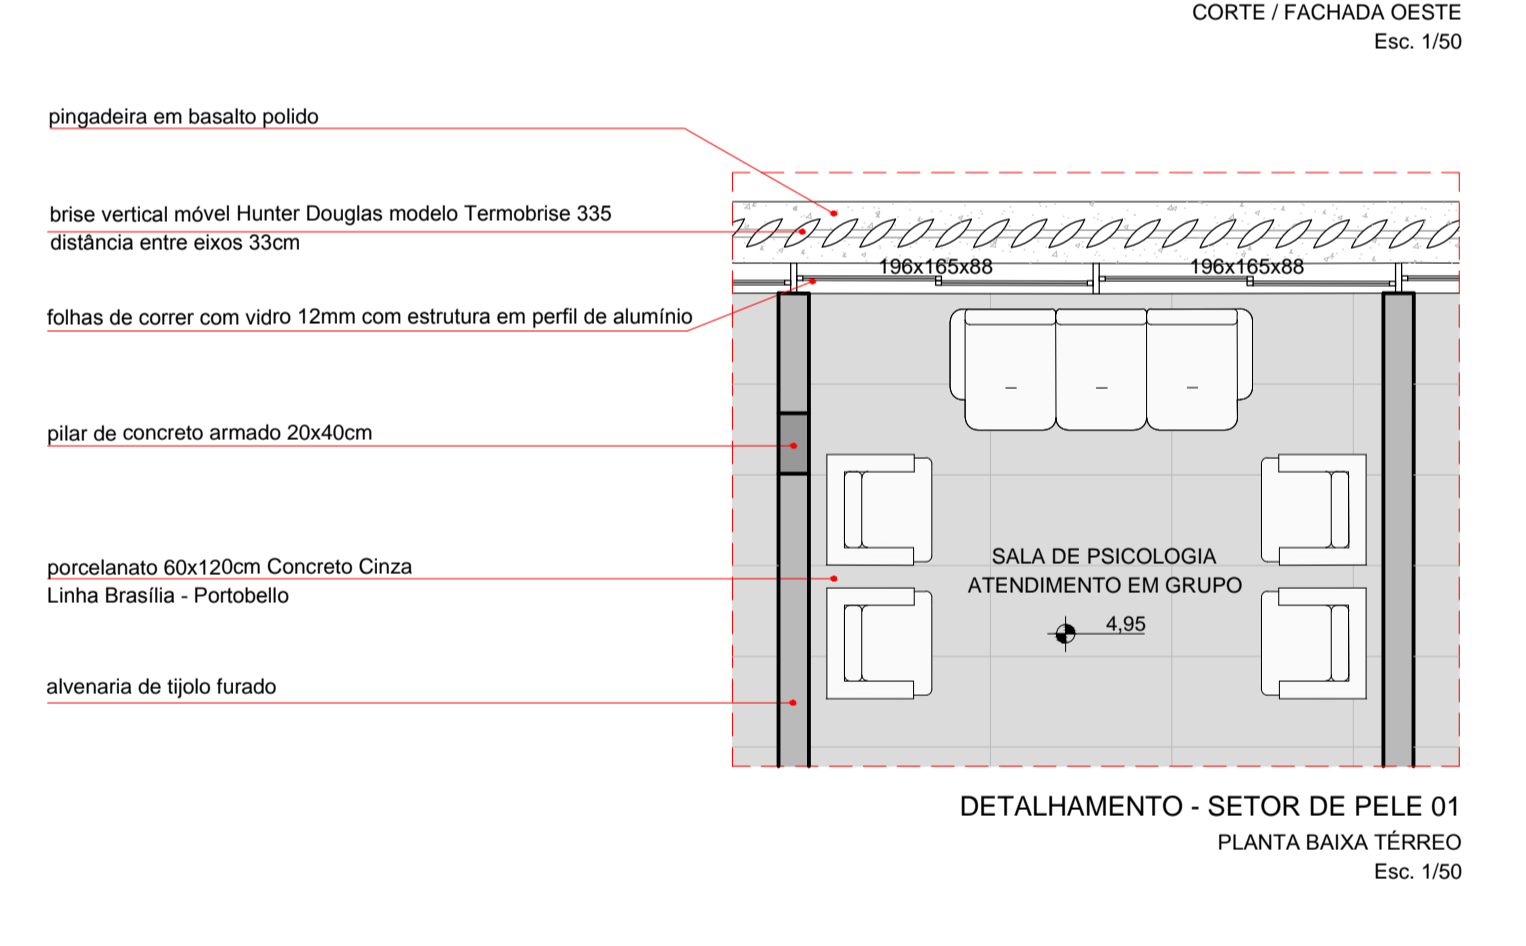 CORTE / FACHADA OESTE
Esc. 1/50
pingadeira em basalto polido
brise vertical móvel Hunter Douglas modelo Termobrise 335
distância entre eixos 33cm
196x165x88
196x165x88
folhas de correr com vidro 12mm com estrutura em perfil de alumínio
pilar de concreto armado 20x40cm
porcelanato 60x120cm Concreto Cinza
Linha Brasília - Portobello
SALA DE PSICOLOGIA
ATENDIMENTO EM GRUPO
4,95
alvenaria de tijolo furado
DETALHAMENTO - SETOR DE PELE 01
PLANTA BAIXA TÉRREO
Esc. 1/50